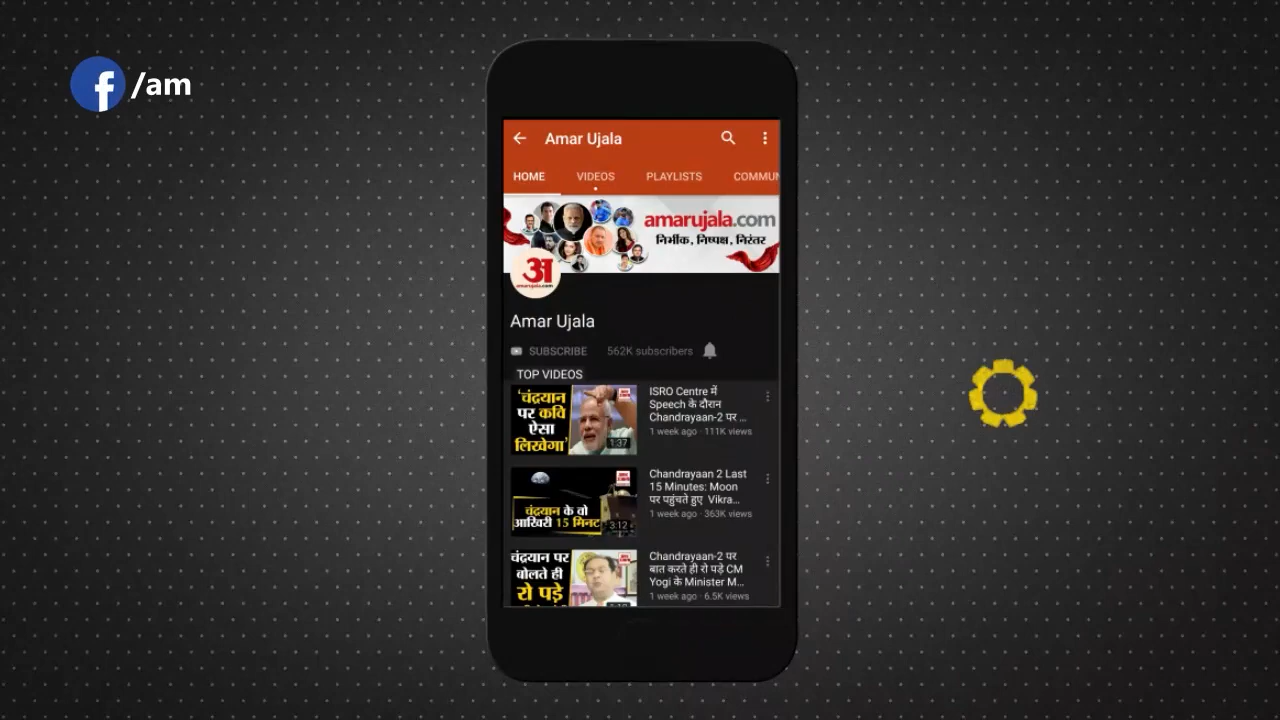 /am
Amar Ujala
HOME VIDEOS PLAYLISTS COMMUN
amarujala.com
निर्भीक, निष्पक्ष, निरंतर
अ
amarujala.com
Amar Ujala
SUBSCRIBE 562K subscribers
TOP VIDEOS
'चंद्रयान
पर कवि
ऐसा
लिखेगा'
1:37
ISRO Centre में
Speech के दौरान
Chandrayaan-2 पर ...
1 week ago · 111K views
चंद्रयान के वो
आखिरी 15 मिनट
3:12
Chandrayaan 2 Last
15 Minutes: Moon
पर पहुंचते हुए Vikra...
1 week ago · 363K views
चंद्रयान पर
बोलते ही
रो पड़े
Chandrayaan-2 पर
बात करते ही रो पड़े CM
Yogi के Minister M...
1 week ago · 6.5K views